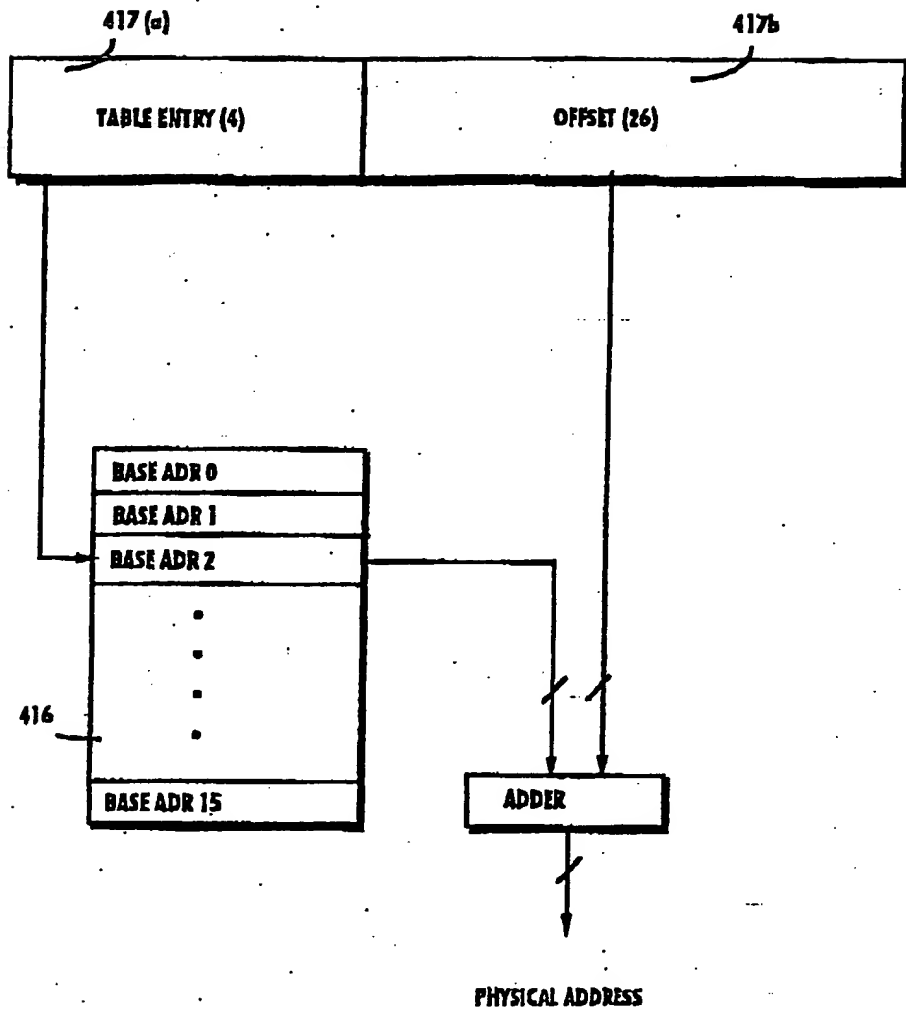 417 (a)
417b
TABLE ENTRY (4)
OFFSET (26)
BASE ADR 0
BASE ADR 1
BASE ADR 2
416
BASE ADR 15
ADDER
PHYSICAL ADDRESS